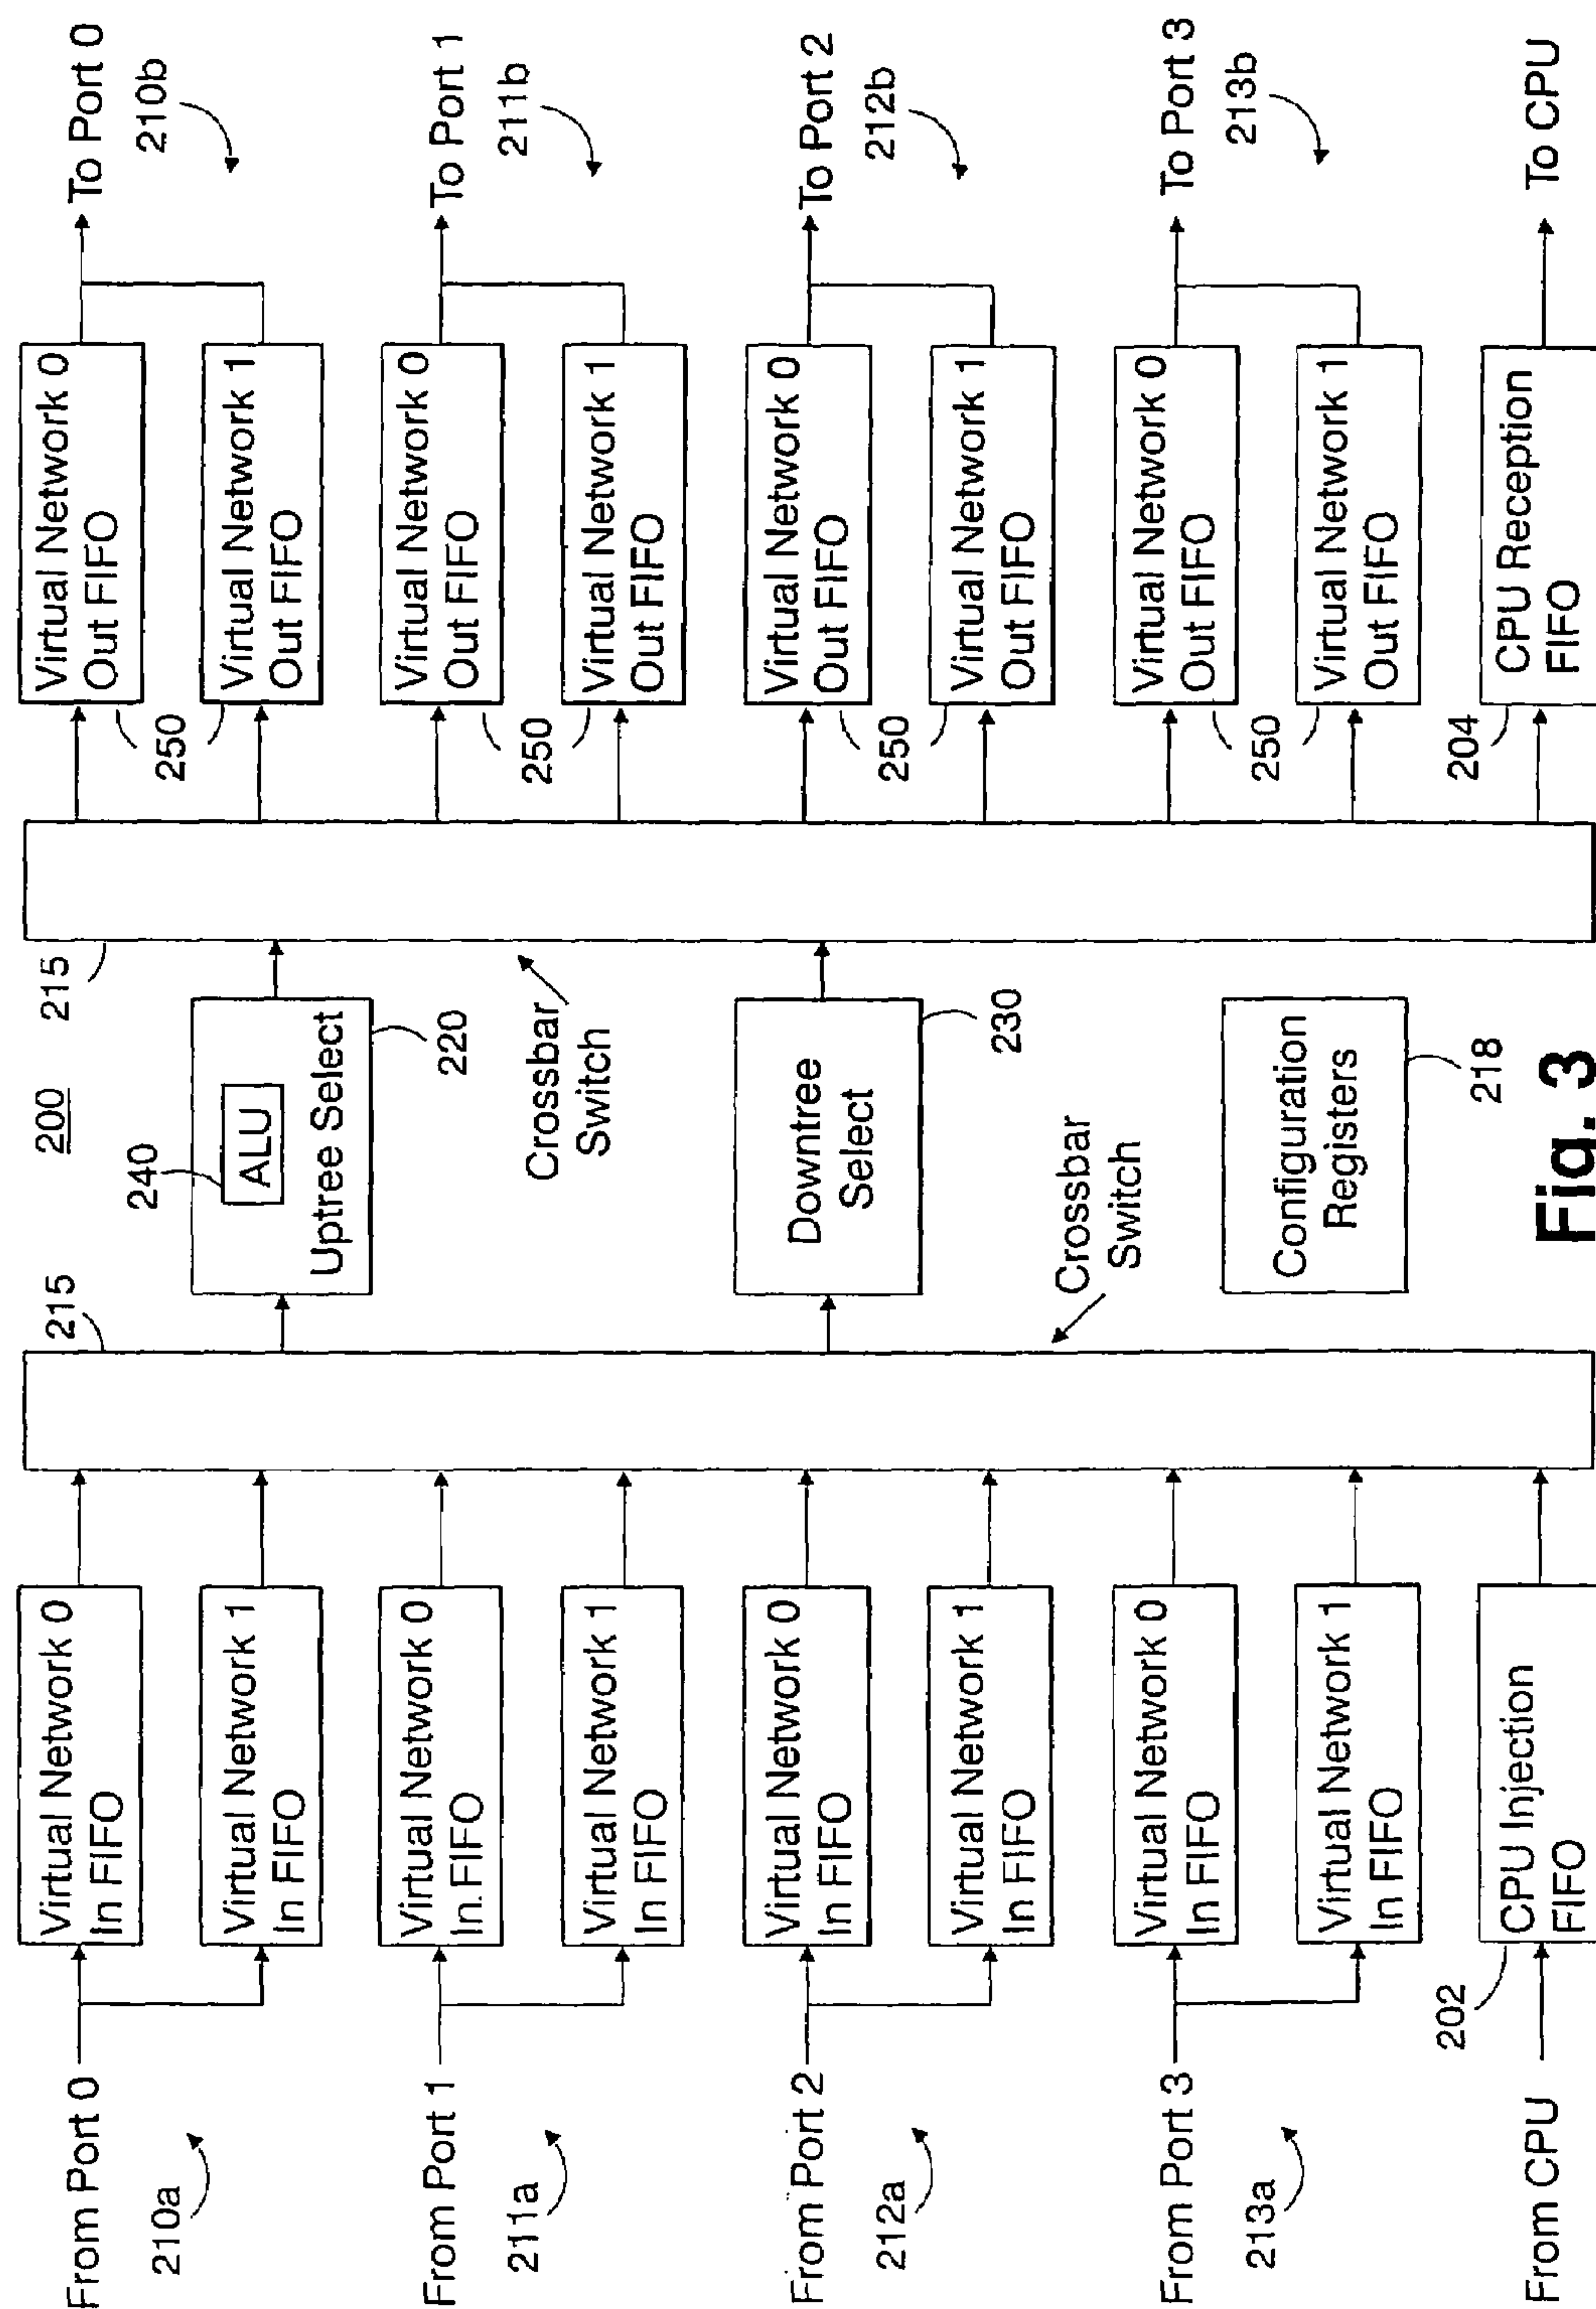 From Port 0
210a
From Port 1
211a
From Port 2
212a
From Port 3
213a
From CPU
202
Virtual Network 0
In FIFO
Virtual Network 1
In FIFO
Virtual Network 0
In FIFO
Virtual Network 1
In FIFO
Virtual Network 0
In FIFO
Virtual Network 1
In FIFO
Virtual Network 0
In FIFO
Virtual Network 1
In FIFO
CPU Injection
FIFO
215
Crossbar
Switch
200
240
ALU
Uptree Select
220
Downtree
Select
230
Configuration
Registers
218
215
Crossbar
Switch
250
250
250
250
204
Virtual Network 0
Out FIFO
Virtual Network 1
Out FIFO
Virtual Network 0
Out FIFO
Virtual Network 1
Out FIFO
Virtual Network 0
Out FIFO
Virtual Network 1
Out FIFO
Virtual Network 0
Out FIFO
Virtual Network 1
Out FIFO
CPU Reception
FIFO
To Port 0
210b
To Port 1
211b
To Port 2
212b
To Port 3
213b
To CPU
Fig. 3